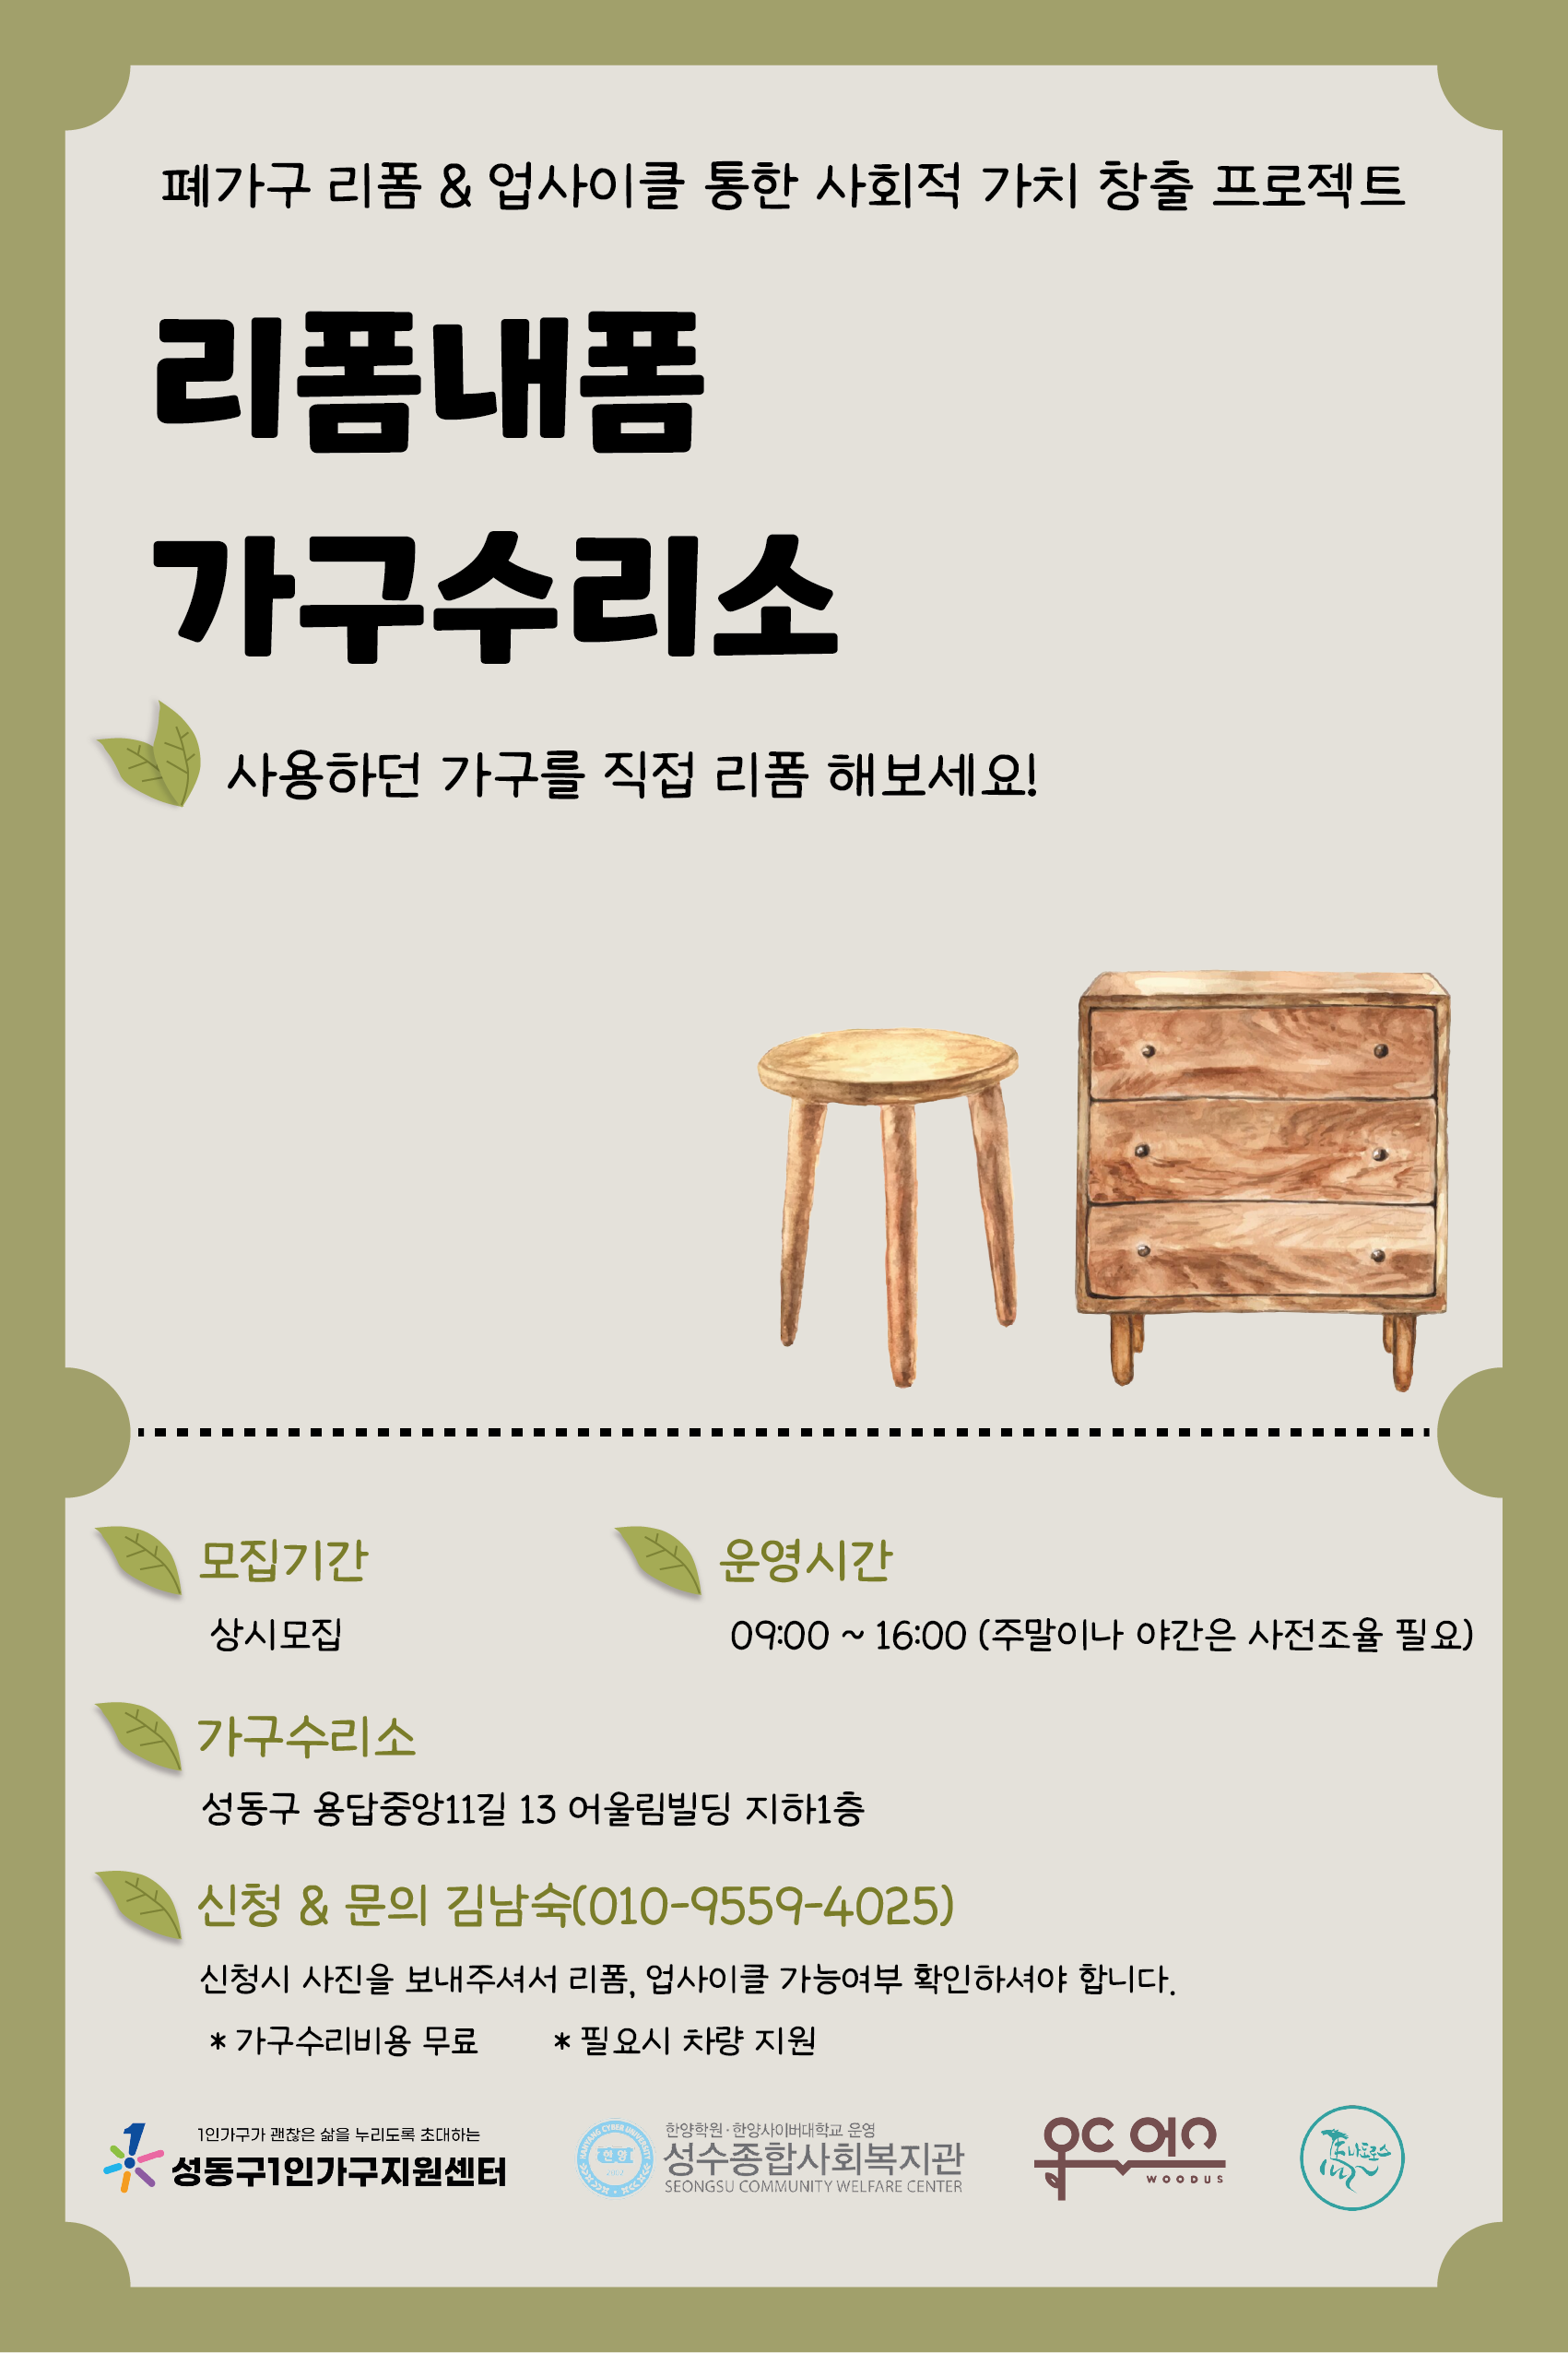 폐가구 리폼 & 업사이클 통한 사회적 가치 창출 프로젝트
리폼내폼
가구수리소
사용하던 가구를 직접 리폼 해보세요!
모집기간
상시모집
운영시간
09:00 ~ 16:00 (주말이나 야간은 사전조율 필요)
가구수리소
성동구 용답중앙11길 13 어울림빌딩 지하1층
신청 & 문의 김남숙(010-9559-4025)
신청시 사진을 보내주셔서 리폼, 업사이클 가능여부 확인하셔야 합니다.
* 가구수리비용 무료 * 필요시 차량 지원
1인가구가 괜찮은 삶을 누리도록 초대하는
성동구1인가구지원센터
HANYANG CYBER UNIVERSITY
한양
한양학원·한양사이버대학교 운영
성수종합사회복지관
SEONGSU COMMUNITY WELFARE CENTER
WOODUS